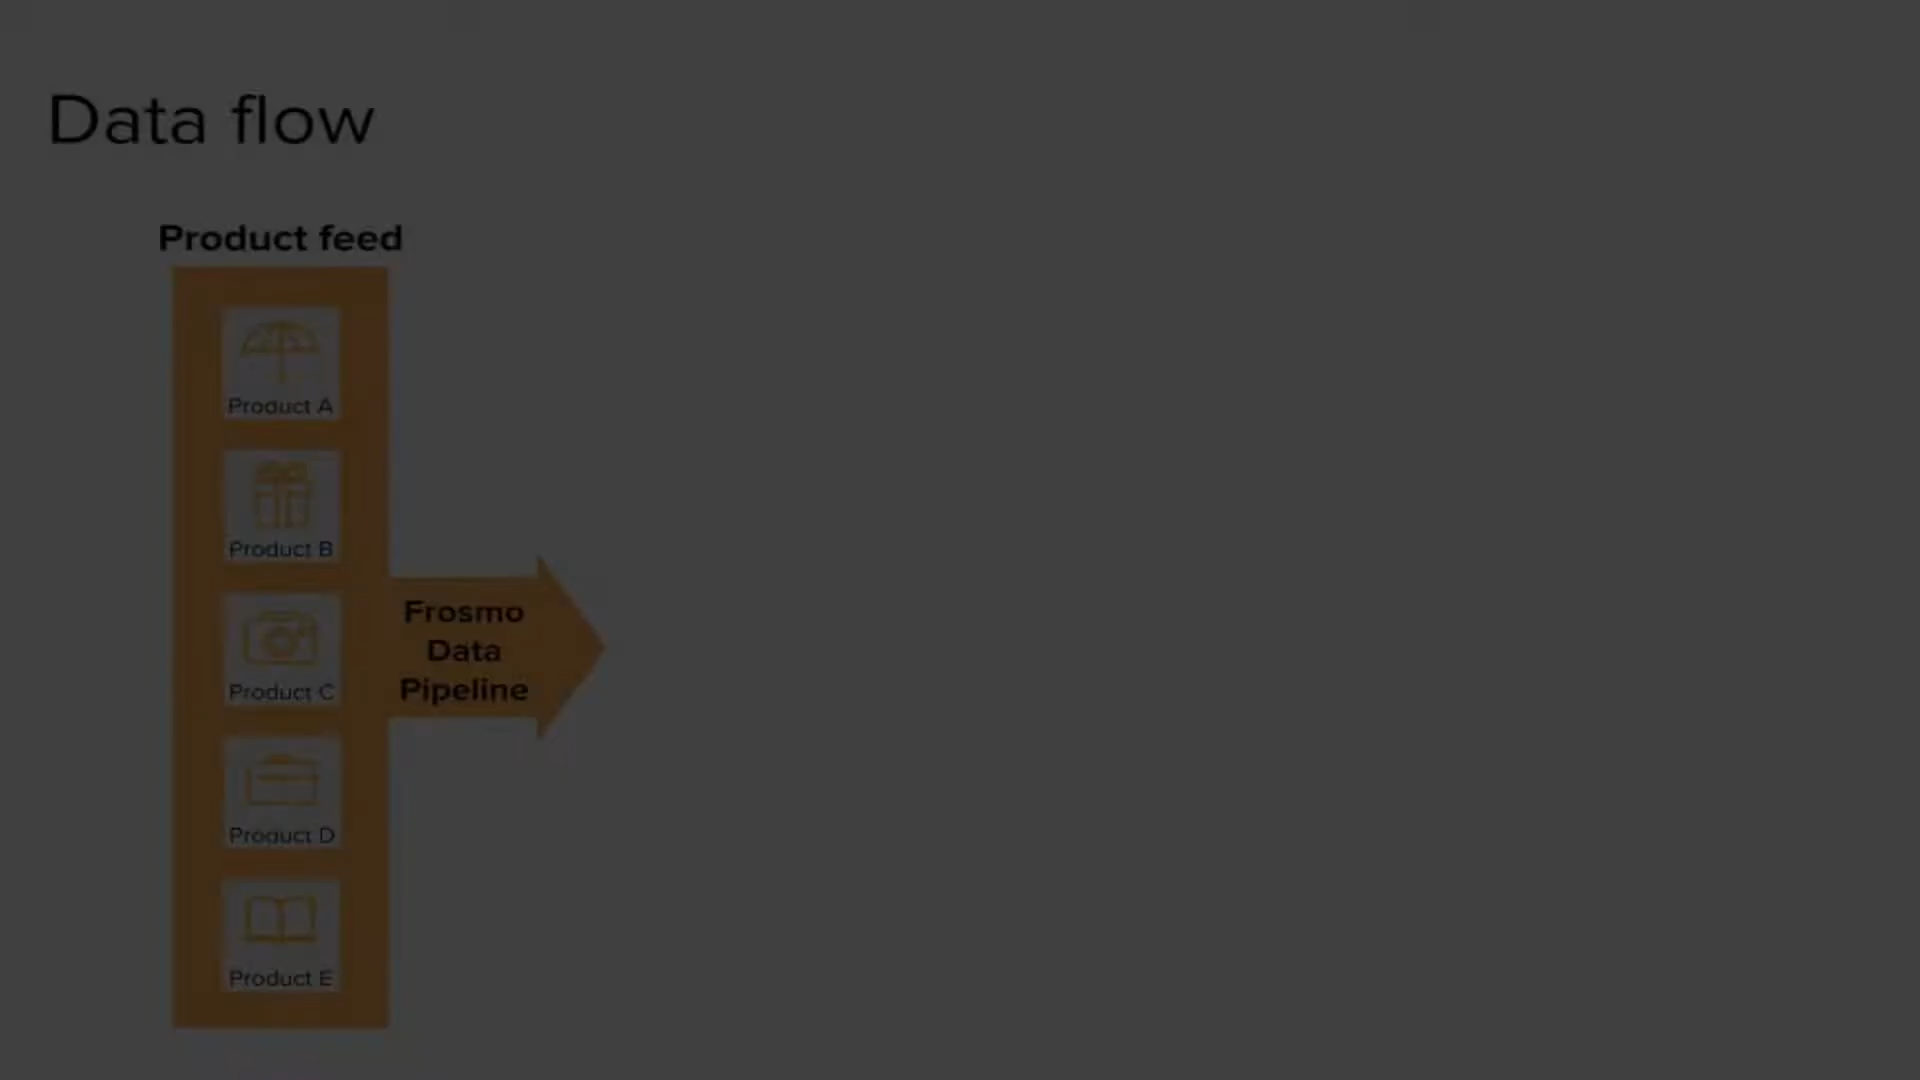 Data flow
Product feed
Product A
Product B
Product C
Product D
Product E
Frosmo
Data
Pipeline